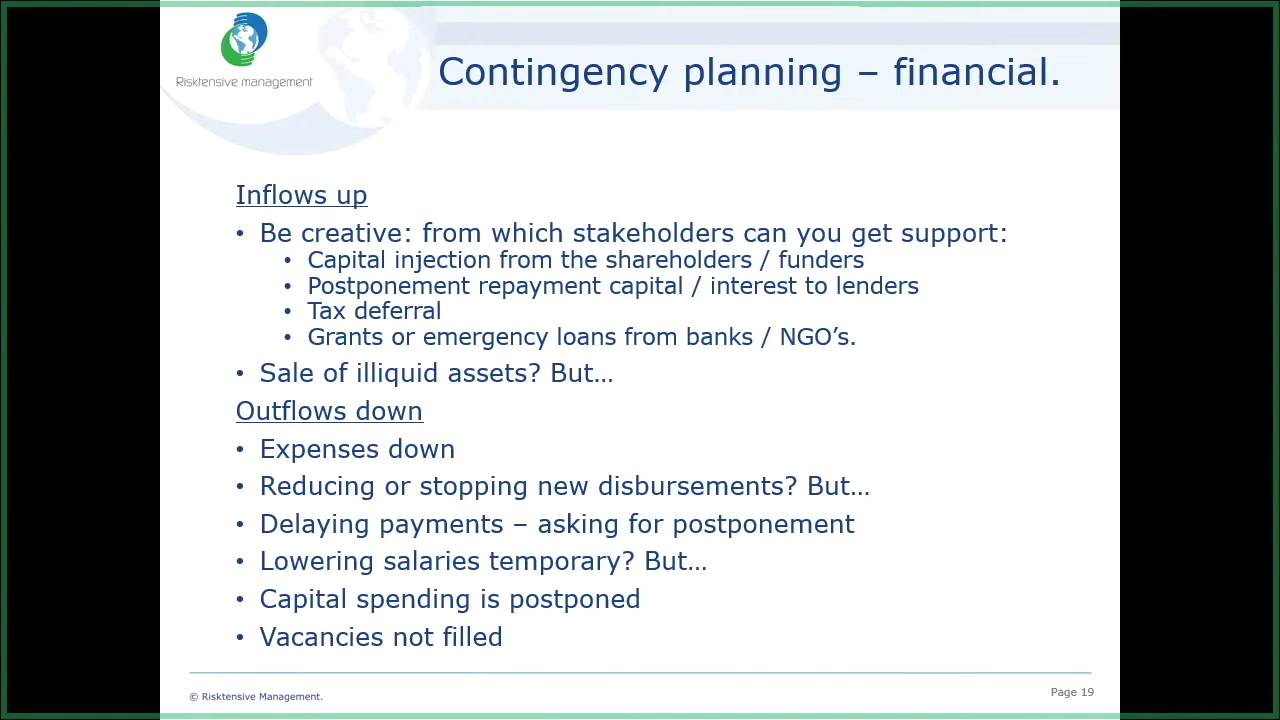 Risktensive management
Contingency planning – financial.
Inflows up
• Be creative: from which stakeholders can you get support:
• Capital injection from the shareholders / funders
• Postponement repayment capital / interest to lenders
• Tax deferral
• Grants or emergency loans from banks / NGO’s.
• Sale of illiquid assets? But…
Outflows down
• Expenses down
• Reducing or stopping new disbursements? But…
• Delaying payments – asking for postponement
• Lowering salaries temporary? But…
• Capital spending is postponed
• Vacancies not filled
© Risktensive Management.
Page 19